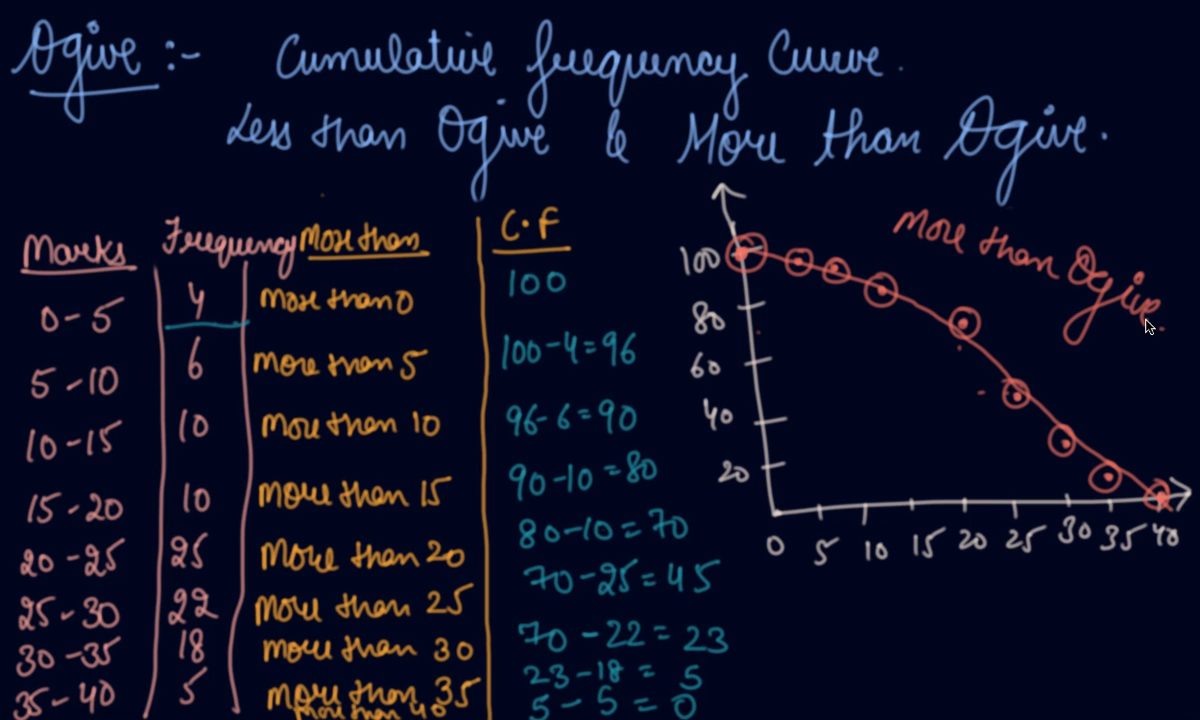 Ogive :- Cumulative frequency Curve.
Less than Ogive & More than Ogive.
Marks Frequency More than C.F
0-5 4 More than 0 100
5-10 6 More than 5 100-4=96
10-15 10 More than 10 96-6=90
15-20 10 More than 15 90-10=80
20-25 25 More than 20 80-10=70
25-30 22 More than 25 70-25=45
30-35 18 more than 30 70-22=23
35-40 5 more than 35 23-18=5
more than 40 5-5=0
More than Ogive.
100
80
60
40
20
0 5 10 15 20 25 30 35 40